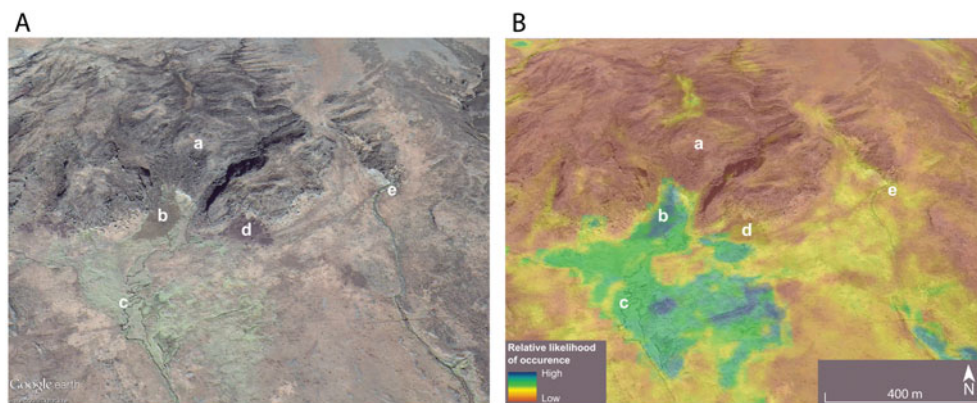 A
B
a
b
c
d
e
Google earth
a
b
c
d
e
Relative likelihood
of occurence
High
Low
400 m
N